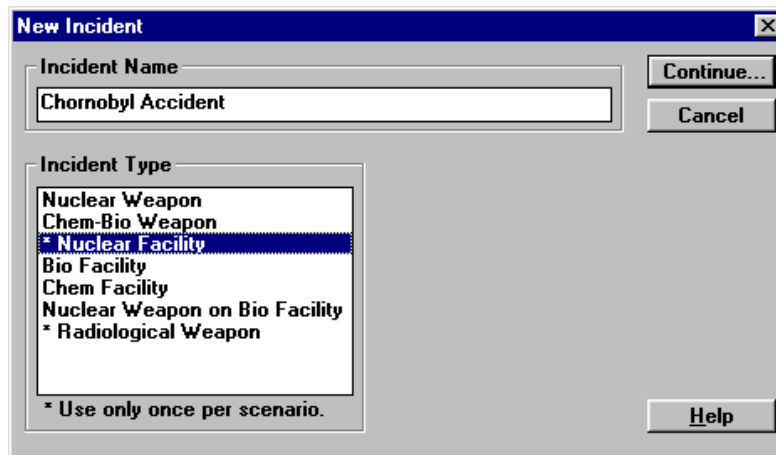 New Incident
Incident Name
Chornobyl Accident
Continue...
Cancel
Incident Type
Nuclear Weapon
Chem-Bio Weapon
* Nuclear Facility
Bio Facility
Chem Facility
Nuclear Weapon on Bio Facility
* Radiological Weapon
* Use only once per scenario.
Help